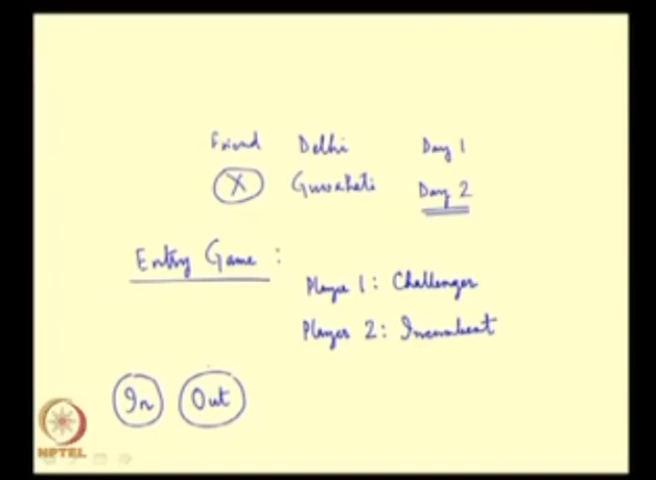 Friend Delhi Day 1
X Guwahati Day 2
Entry Game :
Player 1 : Challenger
Player 2 : Incumbent
In Out
NPTEL